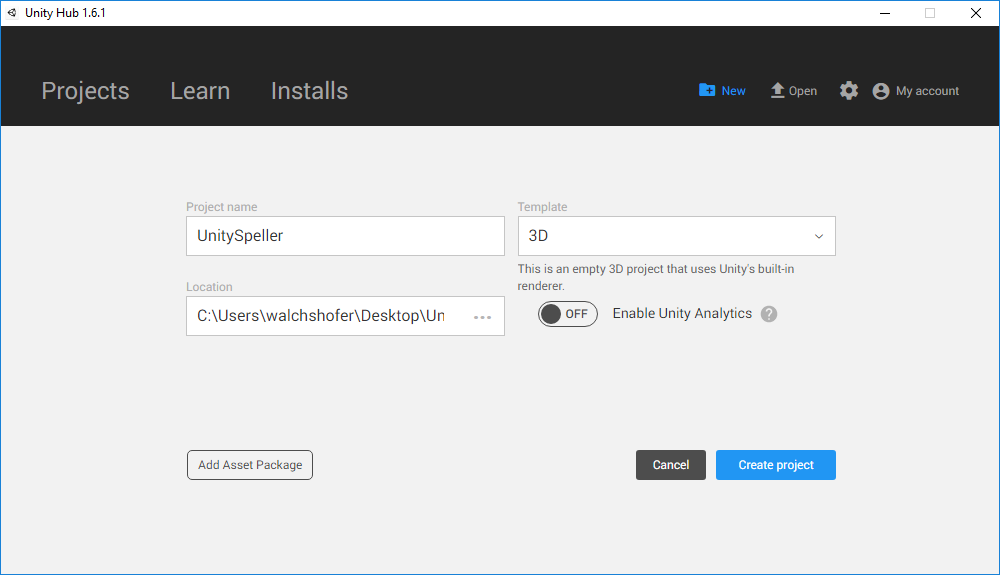 Unity Hub 1.6.1
Projects Learn Installs New Open My account
Project name
UnitySpeller
Template
3D
This is an empty 3D project that uses Unity's built-in
renderer.
Location
C:\Users\walchshofer\Desktop\Un ...
OFF Enable Unity Analytics ?
Add Asset Package Cancel Create project